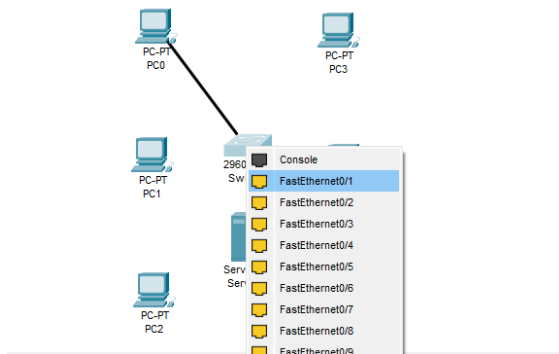 PC-PT
PC0
PC-PT
PC3
2960
Sw
PC-PT
PC1
Serv
Ser
PC-PT
PC2
Console
FastEthernet0/1
FastEthernet0/2
FastEthernet0/3
FastEthernet0/4
FastEthernet0/5
FastEthernet0/6
FastEthernet0/7
FastEthernet0/8
FastEthernet0/9